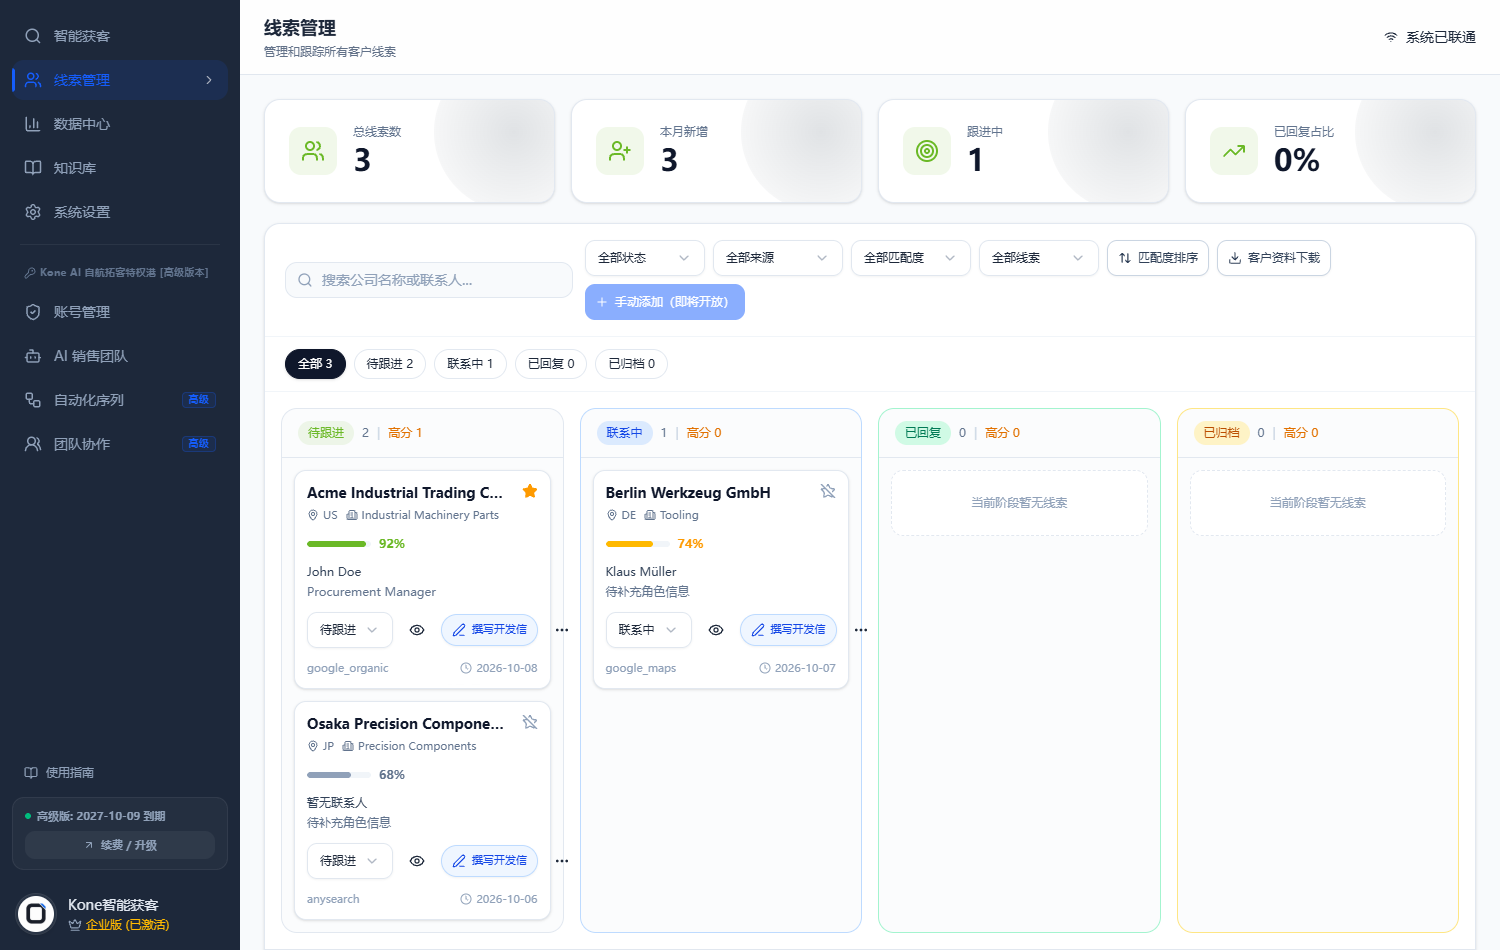 智能获客
线索管理
数据中心
知识库
系统设置
Kone AI 自航拓客特权港 [高级版本]
账号管理
AI 销售团队
自动化序列 高级
团队协作 高级
使用指南
高级版: 2027-10-09 到期
续费 / 升级
Kone智能获客
企业版 (已激活)
线索管理
管理和跟踪所有客户线索
系统已联通
总线索数
3
本月新增
3
跟进中
1
已回复占比
0%
搜索公司名称或联系人...
全部状态
全部来源
全部匹配度
全部线索
匹配度排序
客户资料下载
手动添加（即将开放）
全部 3
待跟进 2
联系中 1
已回复 0
已归档 0
待跟进 2 | 高分 1
Acme Industrial Trading C...
US Industrial Machinery Parts
92%
John Doe
Procurement Manager
待跟进 撰写开发信
google_organic 2026-10-08
Osaka Precision Compone...
JP Precision Components
68%
暂无联系人
待补充角色信息
待跟进 撰写开发信
anysearch 2026-10-06
联系中 1 | 高分 0
Berlin Werkzeug GmbH
DE Tooling
74%
Klaus Müller
待补充角色信息
联系中 撰写开发信
google_maps 2026-10-07
已回复 0 | 高分 0
当前阶段暂无线索
已归档 0 | 高分 0
当前阶段暂无线索